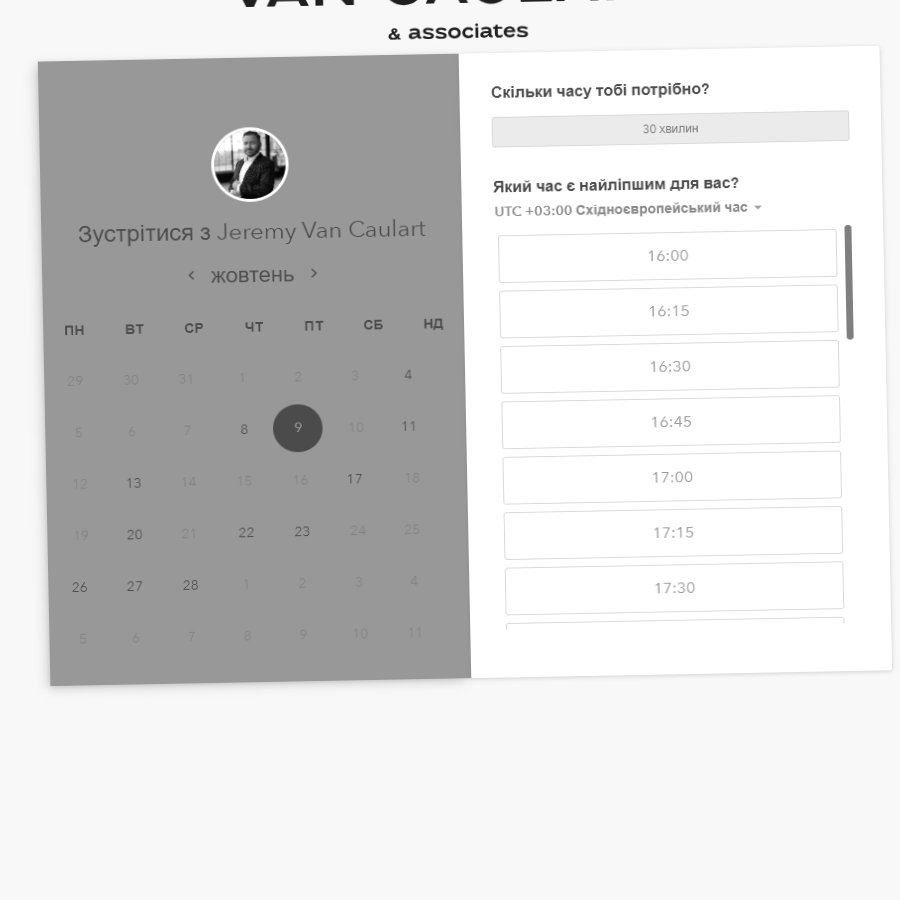 & associates
Зустрітися з Jeremy Van Caulart
жовтень
ПН ВТ СР ЧТ ПТ СБ НД
29 30 31 1 2 3 4
5 6 7 8 9 10 11
12 13 14 15 16 17 18
19 20 21 22 23 24 25
26 27 28 1 2 3 4
5 6 7 8 9 10 11
Скільки часу тобі потрібно?
30 хвилин
Який час є найліпшим для вас?
UTC +03:00 Східноєвропейський час
16:00
16:15
16:30
16:45
17:00
17:15
17:30